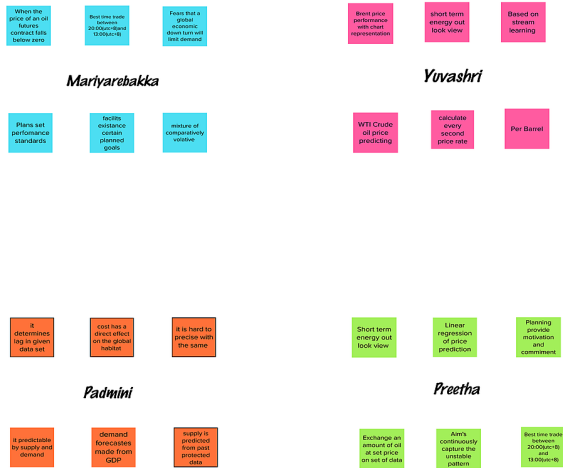 When the
price of an oil
futures
contract falls
below zero
Best time trade
between
20:00(utc+8)and
13:00(utc+8)
Fears that a
global
economic
down turn will
limit demand
Mariyarebakka
Plans set
perfomance
standards
facilits
existance
certain
planned
goals
mixture of
comparatively
volative
Brent price
performance
with chart
representation
short term
energy out
look view
Based on
stream
learning
Yuvashri
WTI Crude
oil price
predicting
calculate
every
second
price rate
Per Barrel
it
determines
lag in given
data set
cost has a
direct effect
on the global
habitat
it is hard to
precise with
the same
Padmini
it predictable
by supply and
demand
demand
forecastes
made from
GDP
supply is
predicted
from past
protected
data
Short term
energy out
look view
Linear
regression
of price
prediction
Planning
provide
motivation
and
commiment
Preetha
Exchange an
amount of oil
at set price
on set of data
Aim's
continuously
capture the
unstable
pattern
Best time trade
between
20:00(utc+8)
and
13:00(utc+8)